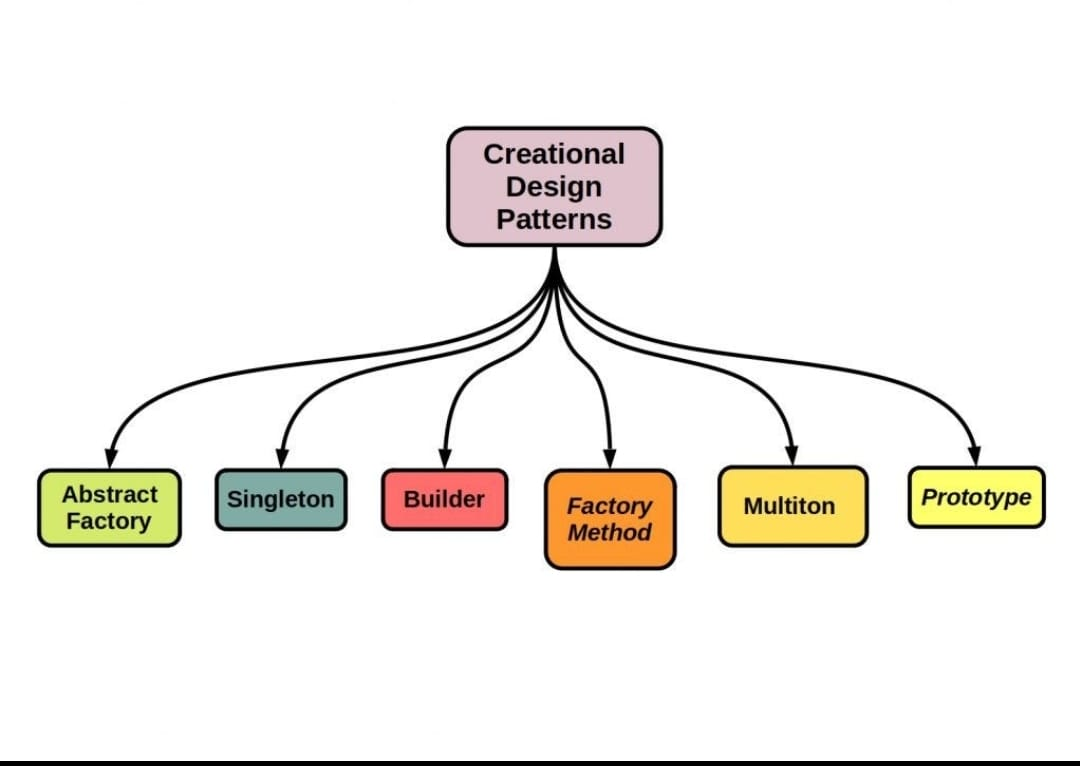 Creational
Design
Patterns
Abstract
Factory
Singleton
Builder
Factory
Method
Multiton
Prototype